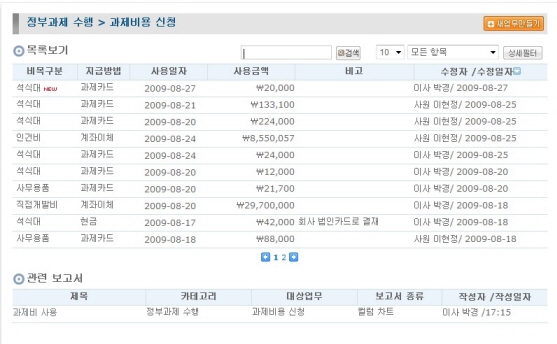 정부과제 수행 > 과제비용 신청
새업무만들기
목록보기 검색 10 모든 항목 상세필터
비목구분 지급방법 사용일자 사용금액 비고 수정자 /수정일자
석식대 NEW 과제카드 2009-08-27 ₩20,000 이사 박경/ 2009-08-27
석식대 과제카드 2009-08-21 ₩133,100 사원 이현정/ 2009-08-25
석식대 과제카드 2009-08-20 ₩224,000 사원 이현정/ 2009-08-25
인건비 계좌이체 2009-08-24 ₩8,550,057 사원 이현정/ 2009-08-25
석식대 과제카드 2009-08-24 ₩24,000 이사 박경/ 2009-08-25
석식대 과제카드 2009-08-20 ₩12,000 이사 박경/ 2009-08-20
사무용품 과제카드 2009-08-20 ₩21,700 이사 박경/ 2009-08-20
직접개발비 계좌이체 2009-08-20 ₩29,700,000 이사 박경/ 2009-08-18
석식대 현금 2009-08-17 ₩42,000 회사 법인카드로 결재 이사 박경/ 2009-08-18
사무용품 과제카드 2009-08-18 ₩88,000 사원 이현정/ 2009-08-18
1 2
관련 보고서
제목 카테고리 대상업무 보고서 종류 작성자 /작성일자
과제비 사용 정부과제 수행 과제비용 신청 컬럼 차트 이사 박경 /17:15